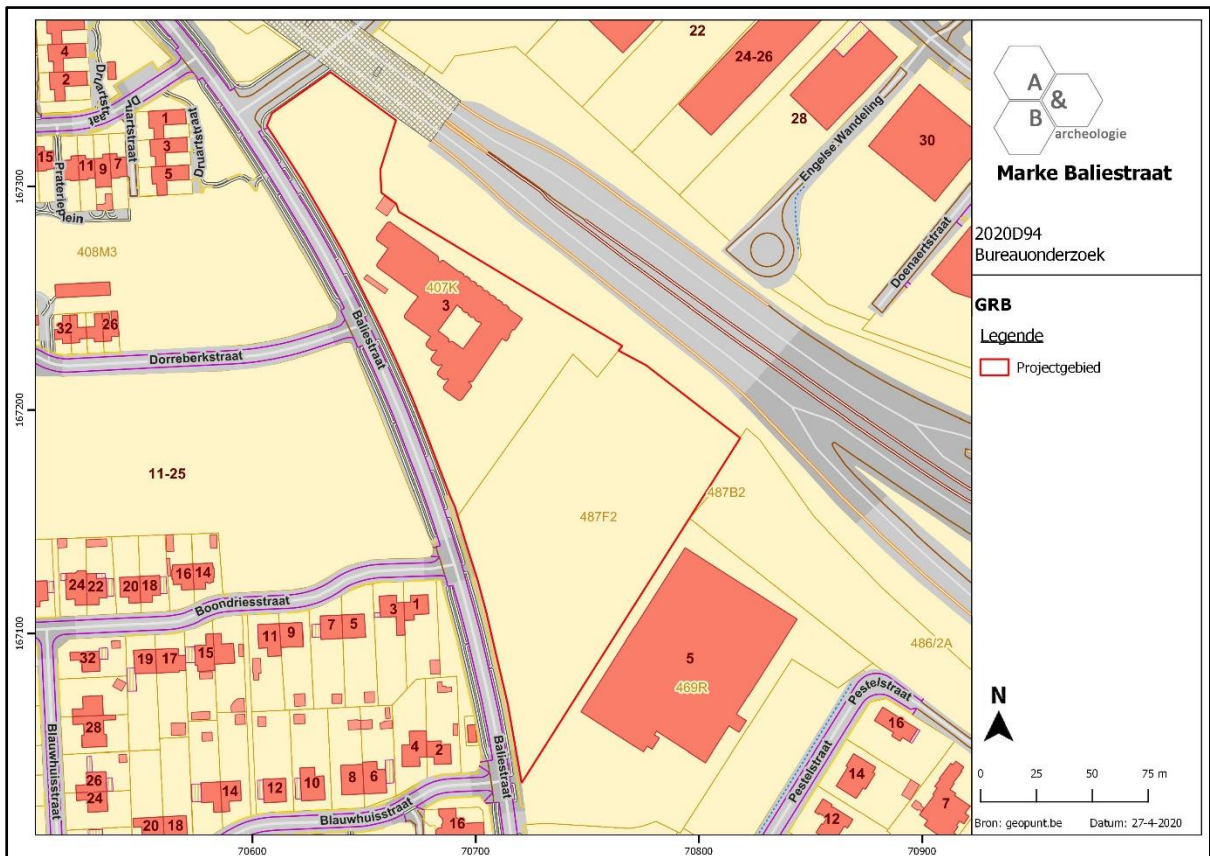 4
2
Druartstraat
Druartstraat
Druartstraat
1
3
5
15
11
9
7
Praterieplein
408M3
32
26
Dorreberkstraat
11-25
Baliestraat
407K
3
22
24-26
28
30
Engelse Wandeling
Doenaertstraat
487F2
487B2
486/2A
5
469R
24
22
20
18
16
14
Boondriesstraat
3
1
7
5
11
9
15
19
17
32
28
26
24
Blauwhuisstraat
14
12
10
8
6
4
2
20
18
Blauwhuisstraat
16
Baliestraat
Pestelstraat
Pestelstraat
16
14
12
7
167300
167200
167100
70600
70700
70800
70900
A
&
B
archeologie
Marke Baliestraat
2020D94
Bureauonderzoek
GRB
Legende
Projectgebied
N
0 25 50 75 m
Bron: geopunt.be Datum: 27-4-2020